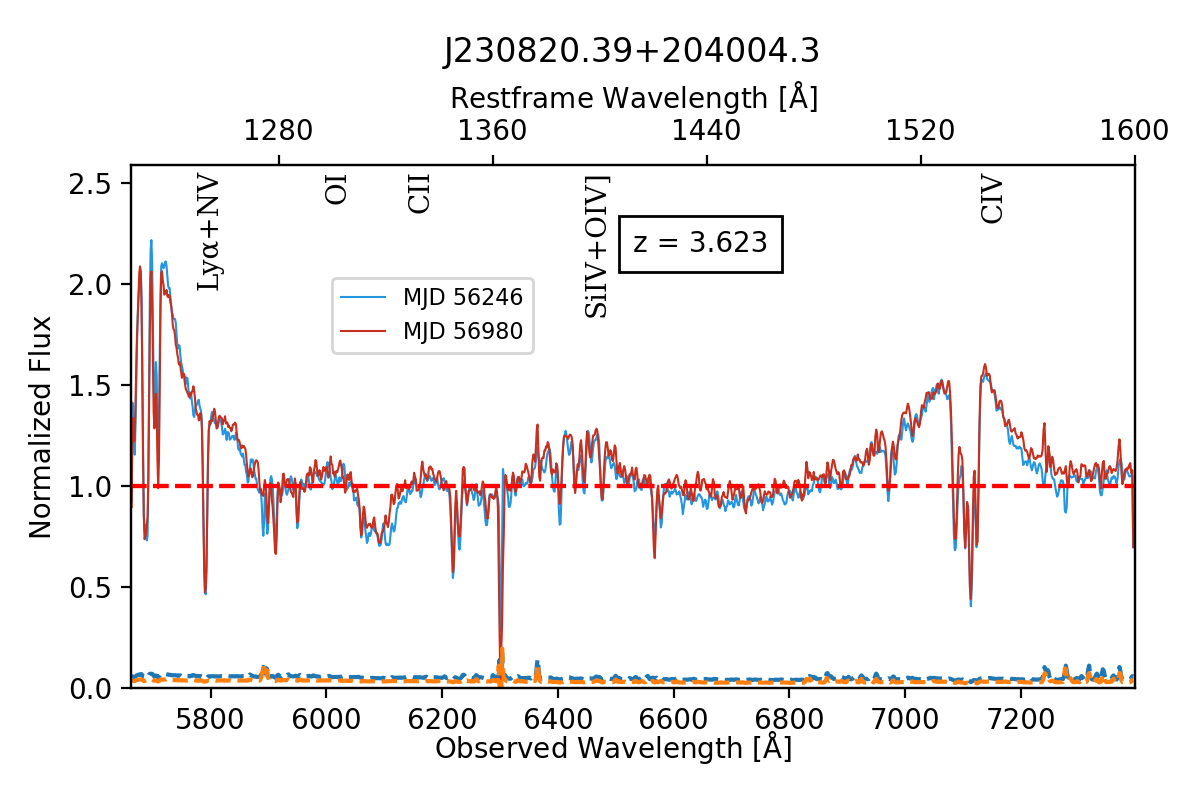 J230820.39+204004.3
Restframe Wavelength [Å]
1280 1360 1440 1520 1600
Lyα+NV
OI
CII
SiIV+OIV]
CIV
z = 3.623
MJD 56246
MJD 56980
Normalized Flux
2.5
2.0
1.5
1.0
0.5
0.0
5800 6000 6200 6400 6600 6800 7000 7200
Observed Wavelength [Å]